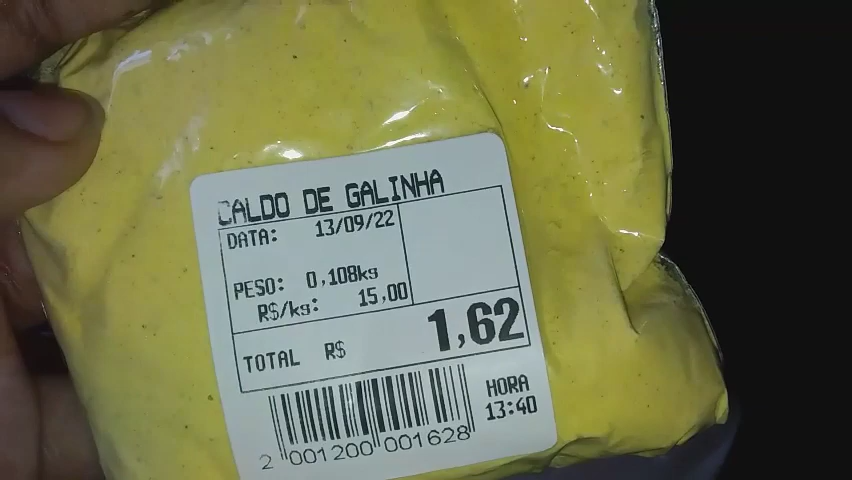 CALDO DE GALINHA
DATA: 13/09/22
PESO: 0,108kg
R$/kg: 15,00
TOTAL R$ 1,62
HORA
13:40
2 001200 001628